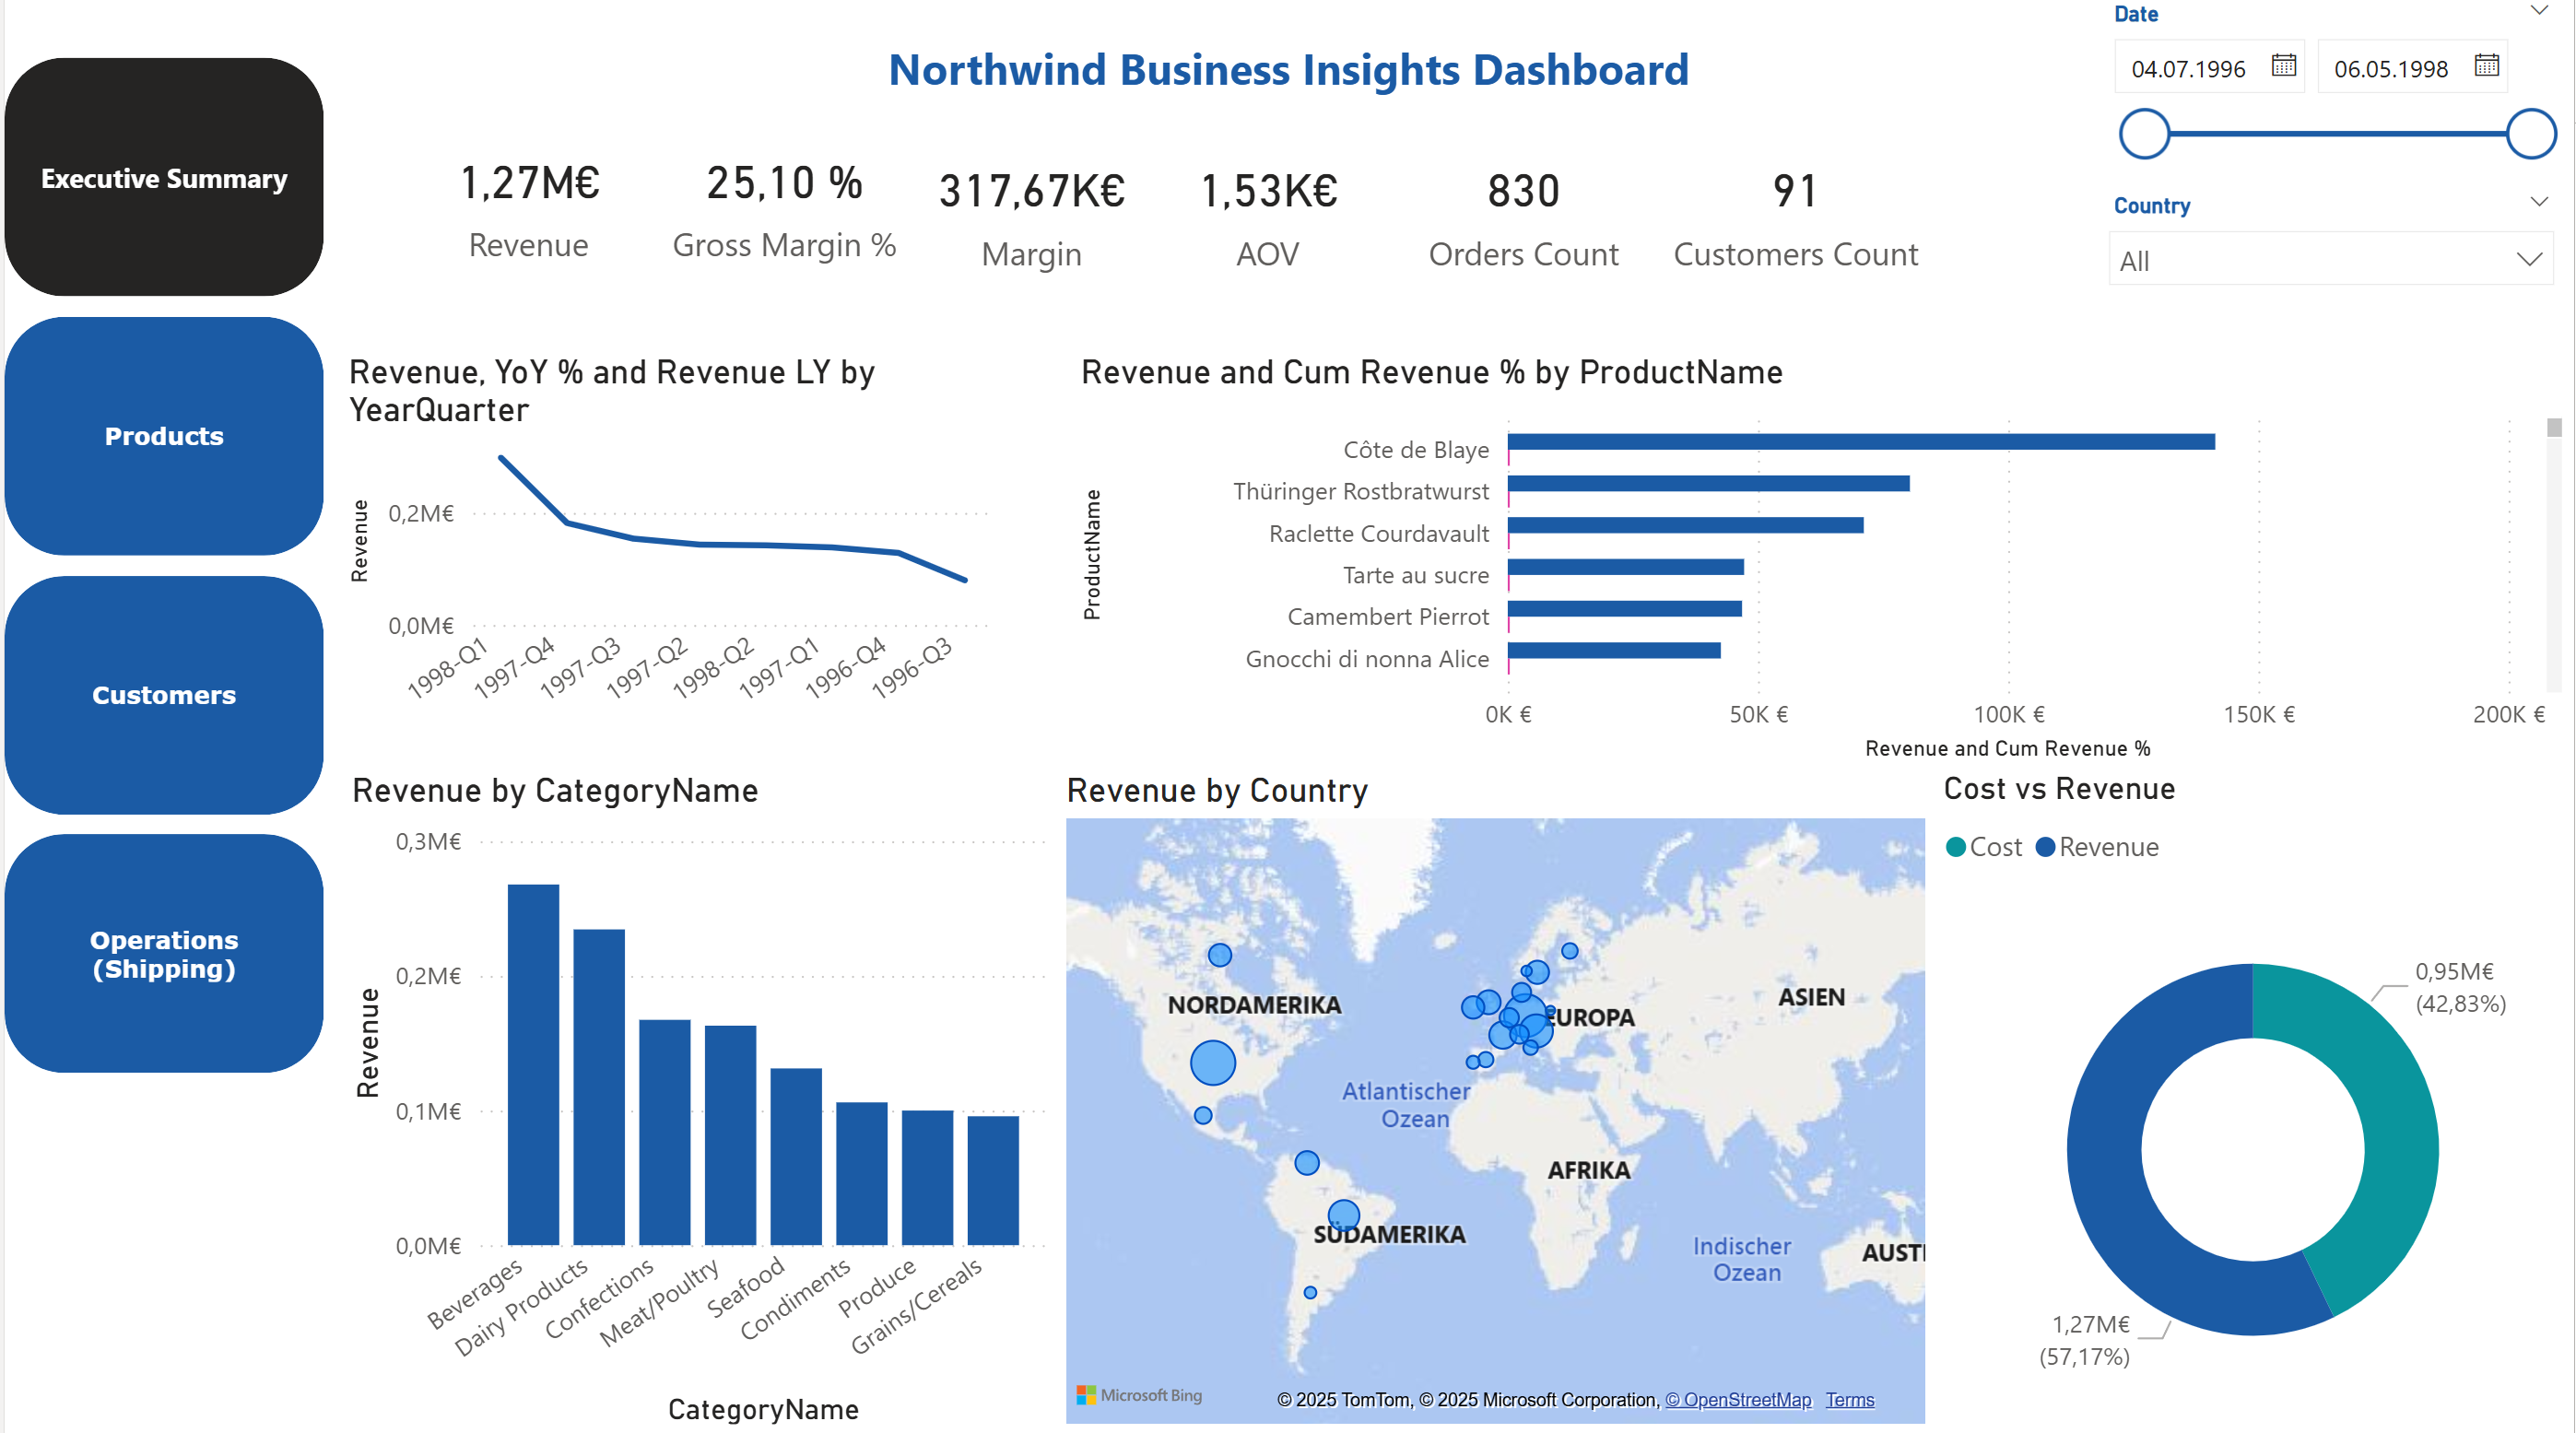 Executive Summary
Products
Customers
Operations
(Shipping)
Northwind Business Insights Dashboard
Date
04.07.1996
06.05.1998
Country
All
1,27M€
Revenue
25,10 %
Gross Margin %
317,67K€
Margin
1,53K€
AOV
830
Orders Count
91
Customers Count
Revenue, YoY % and Revenue LY by
YearQuarter
Revenue
0,2M€
0,0M€
1998-Q1
1997-Q4
1997-Q3
1997-Q2
1998-Q2
1997-Q1
1996-Q4
1996-Q3
Revenue and Cum Revenue % by ProductName
ProductName
Côte de Blaye
Thüringer Rostbratwurst
Raclette Courdavault
Tarte au sucre
Camembert Pierrot
Gnocchi di nonna Alice
0K €
50K €
100K €
150K €
200K €
Revenue and Cum Revenue %
Revenue by CategoryName
Revenue
0,3M€
0,2M€
0,1M€
0,0M€
Beverages
Dairy Products
Confections
Meat/Poultry
Seafood
Condiments
Produce
Grains/Cereals
CategoryName
Revenue by Country
NORDAMERIKA
EUROPA
ASIEN
Atlantischer
Ozean
AFRIKA
SÜDAMERIKA
Indischer
Ozean
AUSTI
Microsoft Bing
© 2025 TomTom, © 2025 Microsoft Corporation, © OpenStreetMap Terms
Cost vs Revenue
Cost
Revenue
0,95M€
(42,83%)
1,27M€
(57,17%)